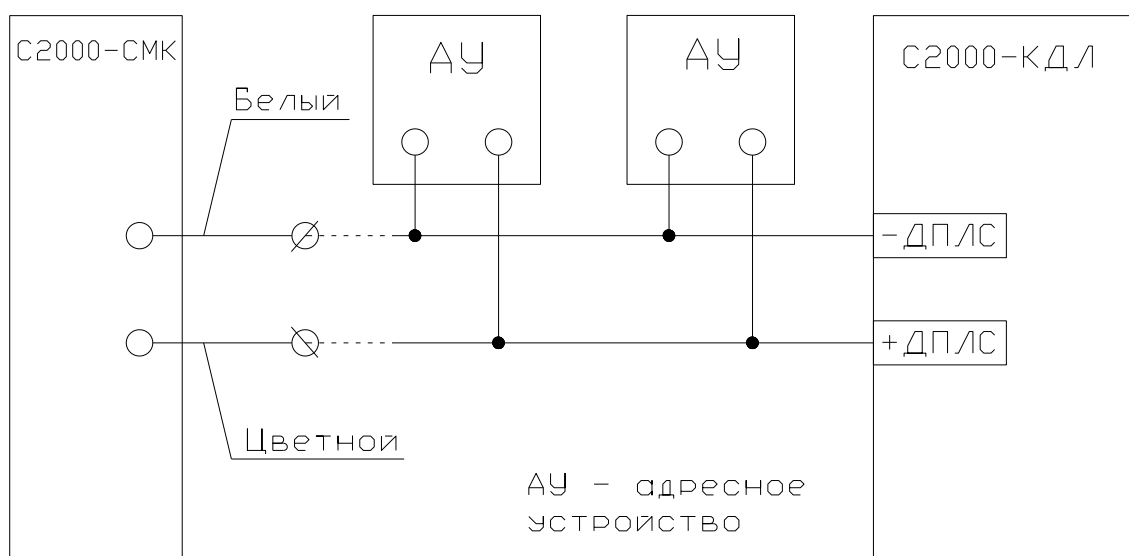 С2000-СМК
АУ
АУ
С2000-КДЛ
Белый
-ДПЛС
+ДПЛС
Цветной
АУ - адресное
устройство